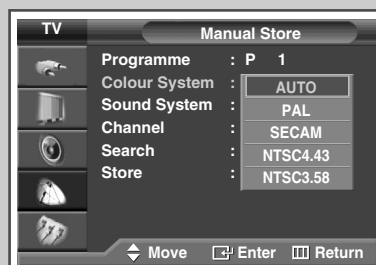 TV
Manual Store
Programme : P 1
Colour System : AUTO
Sound System : PAL
Channel : SECAM
Search : NTSC4.43
Store : NTSC3.58
Move Enter Return